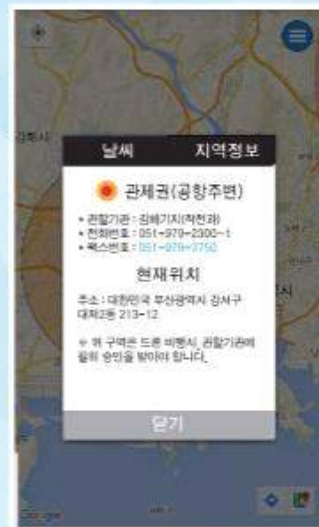 날씨 지역정보
관제권(공항주변)
• 관할기관 : 김해기지(작전과)
• 전화번호 : 051-979-2300~1
• 팩스번호 : 051-979-2750
현재위치
주소 : 대한민국 부산광역시 강서구
대저2동 213-12
※ 위 구역은 드론 비행시, 관할기관에
필히 승인을 받아야 합니다.
닫기
Google